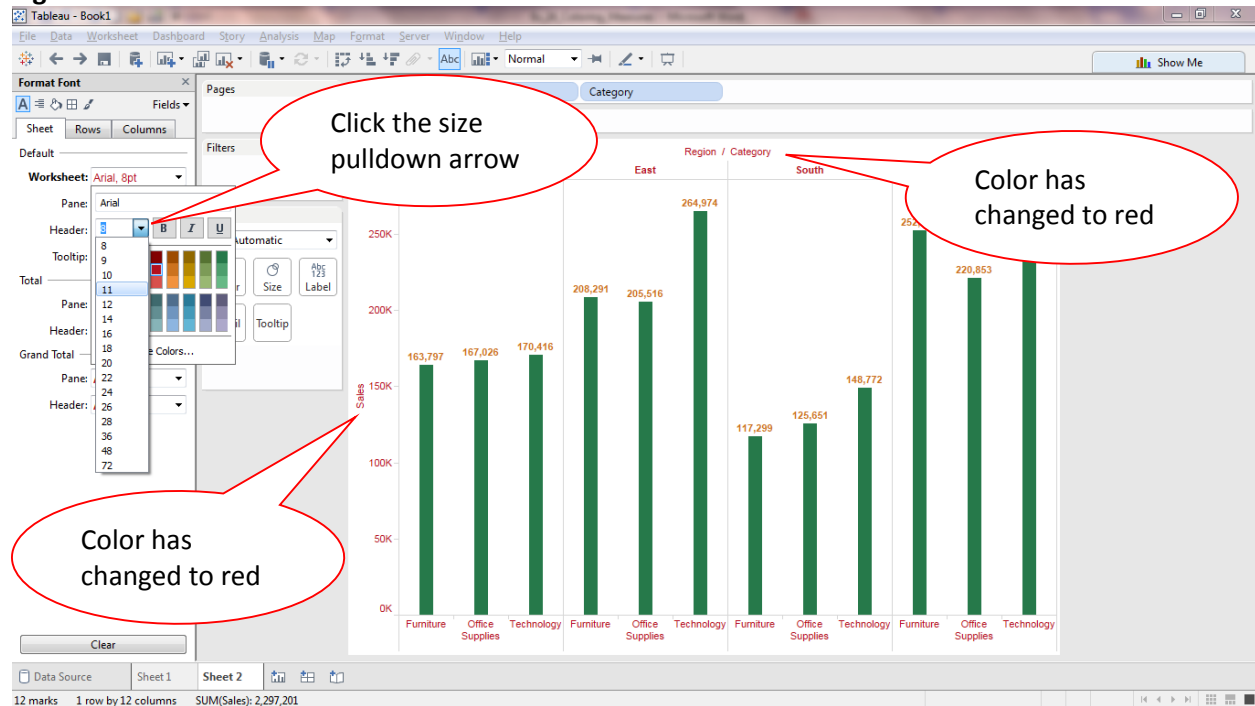 Tableau - Book1
File Data Worksheet Dashboard Story Analysis Map Format Server Window Help
Abc Normal Show Me
Format Font
Fields
Sheet Rows Columns
Default
Worksheet: Arial, 8pt
Pane: Arial
Header: 8 B I U
Tooltip:
Total
Pane:
Header:
Grand Total
Pane:
Header:
8
9
10
11
12
14
16
18
20
22
24
26
28
36
48
72
Colors...
Clear
Pages
Filters
Automatic
Size
Abc
123
Label
Tooltip
Category
Click the size
pulldown arrow
Color has
changed to red
Color has
changed to red
Region / Category
East South
264,974
250K
220,853
208,291 205,516
200K
163,797 167,026 170,416
150K
148,772
Sales
117,299 125,651
100K
50K
0K
Furniture Office Technology Furniture Office Technology Furniture Office Technology Furniture Office Technology
Supplies Supplies Supplies Supplies
Data Source Sheet 1 Sheet 2
12 marks 1 row by 12 columns SUM(Sales): 2,297,201